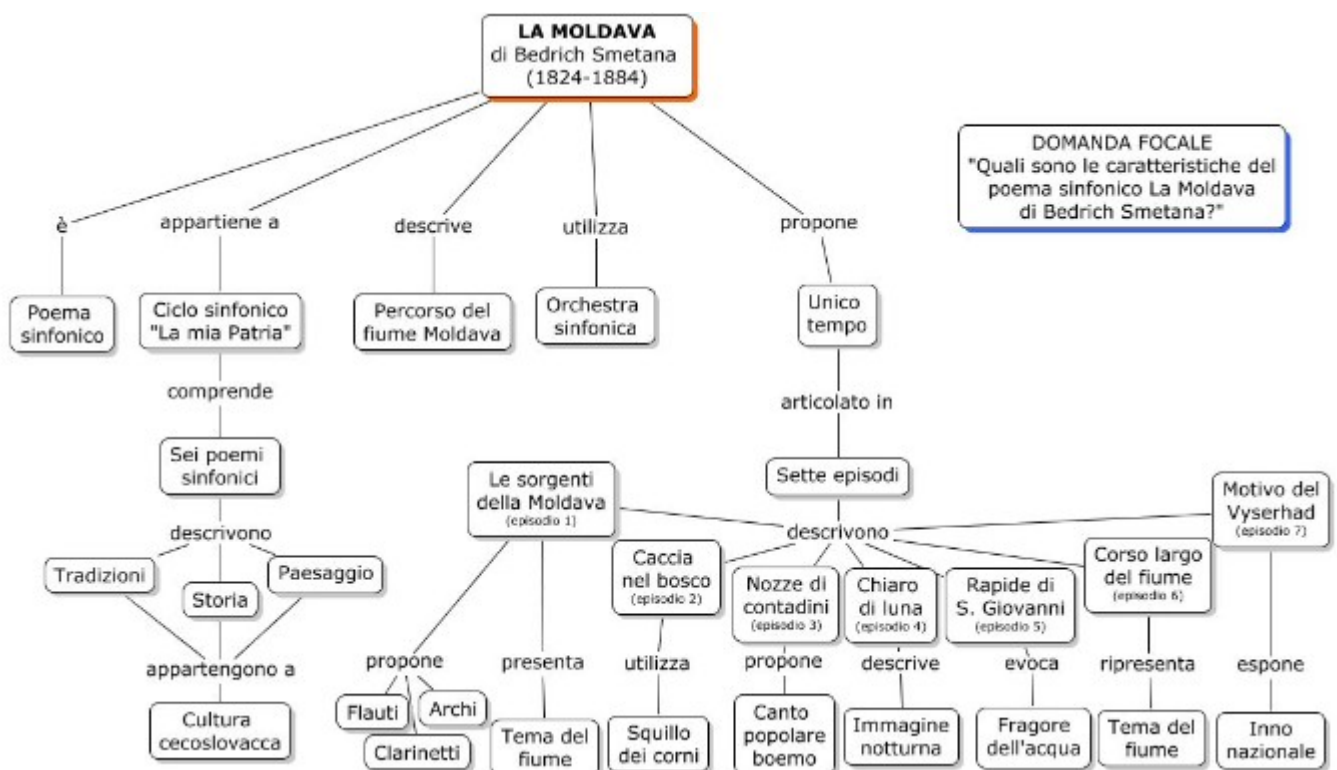 LA MOLDAVA
di Bedrich Smetana
(1824-1884)
DOMANDA FOCALE
"Quali sono le caratteristiche del
poema sinfonico La Moldava
di Bedrich Smetana?"
è
appartiene a
descrive
utilizza
propone
Poema
sinfonico
Ciclo sinfonico
"La mia Patria"
Percorso del
fiume Moldava
Orchestra
sinfonica
Unico
tempo
comprende
articolato in
Sei poemi
sinfonici
Sette episodi
descrivono
Tradizioni
Storia
Paesaggio
appartengono a
Cultura
cecoslovacca
descrivono
Le sorgenti
della Moldava
(episodio 1)
Caccia
nel bosco
(episodio 2)
Nozze di
contadini
(episodio 3)
Chiaro
di luna
(episodio 4)
Rapide di
S. Giovanni
(episodio 5)
Corso largo
del fiume
(episodio 6)
Motivo del
Vyserhad
(episodio 7)
propone
presenta
utilizza
propone
descrive
evoca
ripresenta
espone
Flauti
Clarinetti
Archi
Tema del
fiume
Squillo
dei corni
Canto
popolare
boemo
Immagine
notturna
Fragore
dell'acqua
Tema del
fiume
Inno
nazionale